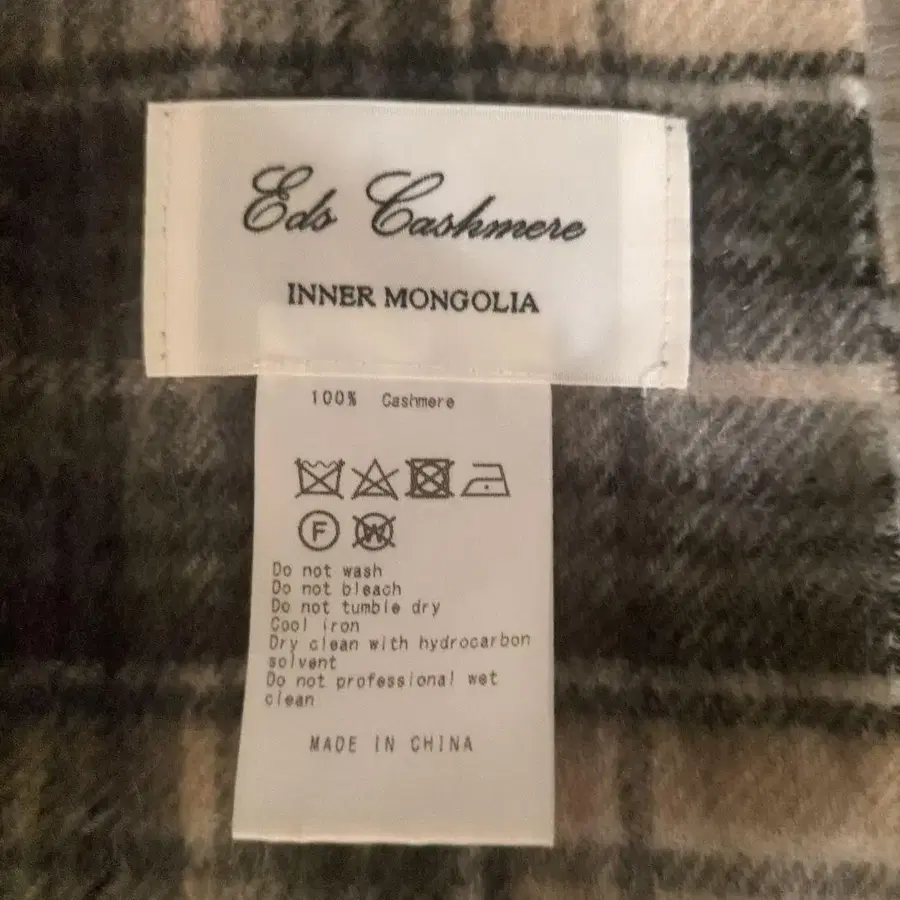 Eds Cashmere
INNER MONGOLIA
100% Cashmere
F W
Do not wash
Do not bleach
Do not tumble dry
Cool iron
Dry clean with hydrocarbon
solvent
Do not professional wet
clean
MADE IN CHINA